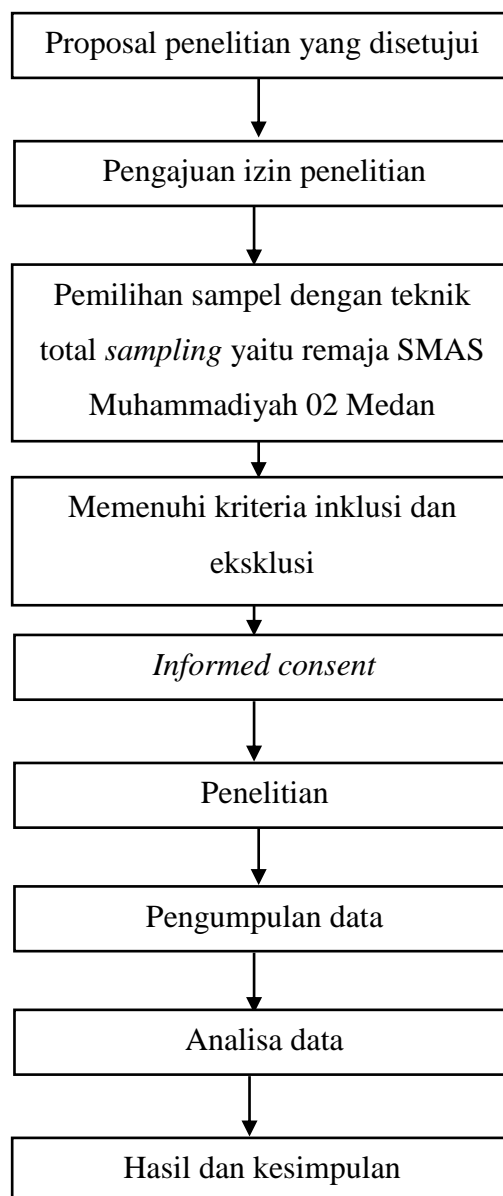 Proposal penelitian yang disetujui
Pengajuan izin penelitian
Pemilihan sampel dengan teknik
total sampling yaitu remaja SMAS
Muhammadiyah 02 Medan
Memenuhi kriteria inklusi dan
eksklusi
Informed consent
Penelitian
Pengumpulan data
Analisa data
Hasil dan kesimpulan